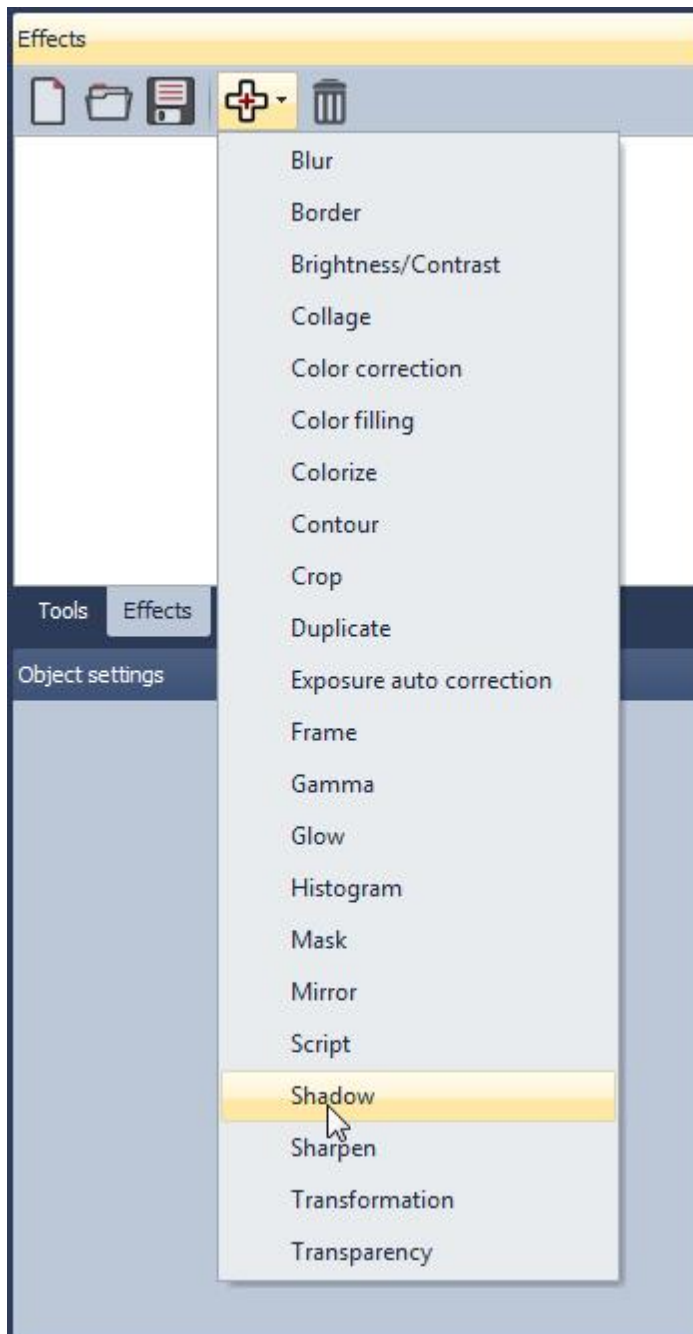 Effects
Blur
Border
Brightness/Contrast
Collage
Color correction
Color filling
Colorize
Contour
Crop
Duplicate
Exposure auto correction
Frame
Gamma
Glow
Histogram
Mask
Mirror
Script
Shadow
Sharpen
Transformation
Transparency
Tools Effects
Object settings